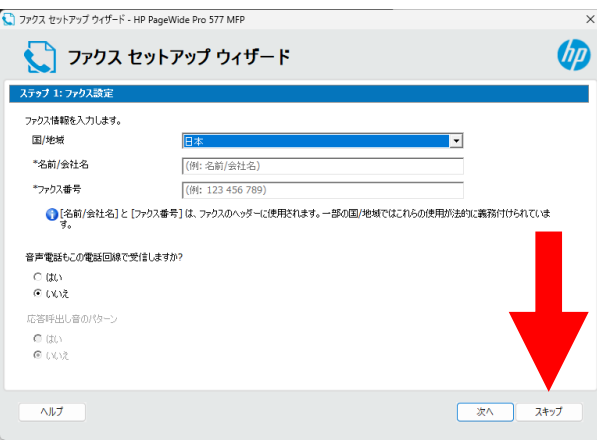 ファクス セットアップ ウィザード - HP PageWide Pro 577 MFP
ファクス セットアップ ウィザード
hp
ステップ 1: ファクス設定
ファクス情報を入力します。
国/地域
日本
*名前/会社名
(例: 名前/会社名)
*ファクス番号
(例: 123 456 789)
[名前/会社名] と [ファクス番号] は、ファクスのヘッダーに使用されます。一部の国/地域ではこれらの使用が法的に義務付けられていま
す。
音声電話もこの電話回線で受信しますか?
はい
いいえ
応答呼出し音のパターン
はい
いいえ
ヘルプ
次へ
スキップ